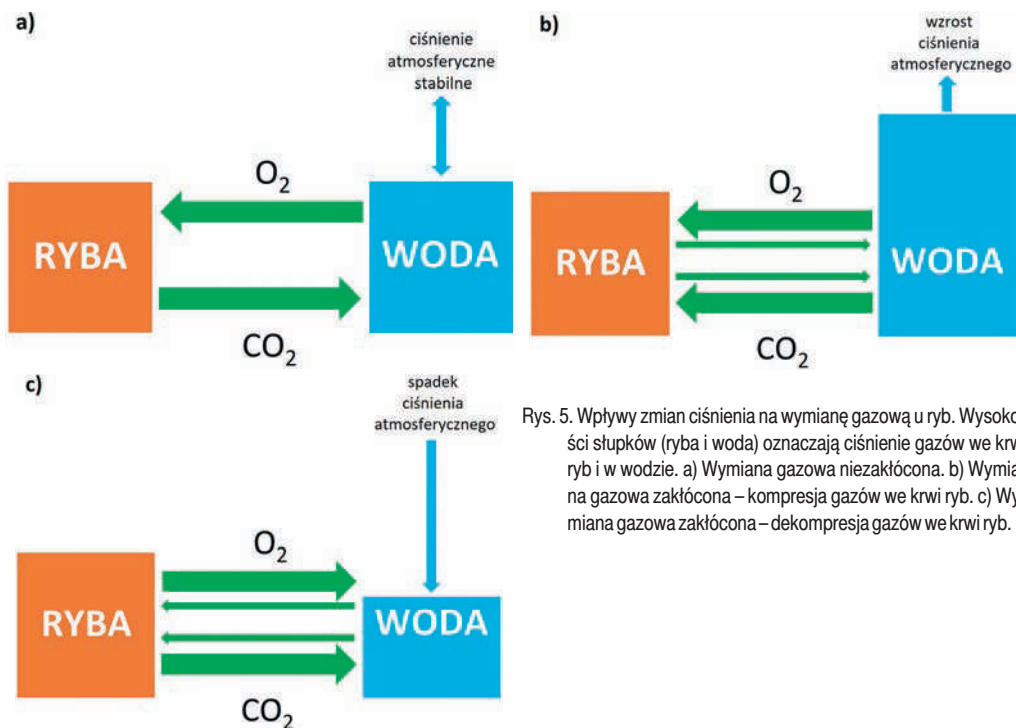 a)
ciśnienie
atmosferyczne
stabilne
O₂
RYBA
WODA
CO₂
b)
wzrost
ciśnienia
atmosferycznego
O₂
RYBA
WODA
CO₂
c)
spadek
ciśnienia
atmosferycznego
O₂
RYBA
WODA
CO₂
Rys. 5. Wpływy zmian ciśnienia na wymianę gazową u ryb. Wysoko
ści słupków (ryba i woda) oznaczają ciśnienie gazów we krw
ryb i w wodzie. a) Wymiana gazowa niezakłócona. b) Wymia
na gazowa zakłócona – kompresja gazów we krwi ryb. c) Wy
miana gazowa zakłócona – dekompresja gazów we krwi ryb.